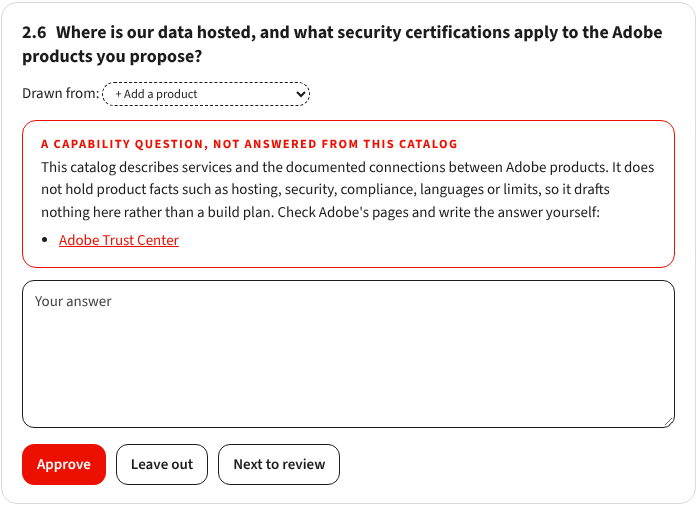 2.6 Where is our data hosted, and what security certifications apply to the Adobe
products you propose?
Drawn from: + Add a product
A CAPABILITY QUESTION, NOT ANSWERED FROM THIS CATALOG
This catalog describes services and the documented connections between Adobe products. It does
not hold product facts such as hosting, security, compliance, languages or limits, so it drafts
nothing here rather than a build plan. Check Adobe's pages and write the answer yourself:
• Adobe Trust Center
Your answer
Approve Leave out Next to review